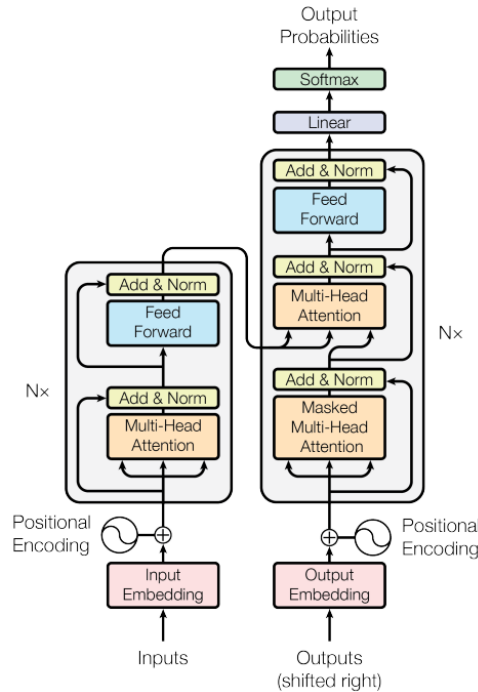 Output
Probabilities
Softmax
Linear
Add & Norm
Feed
Forward
Add & Norm
Multi-Head
Attention
N×
Add & Norm
Masked
Multi-Head
Attention
Add & Norm
Feed
Forward
N×
Add & Norm
Multi-Head
Attention
Positional
Encoding
Positional
Encoding
Input
Embedding
Output
Embedding
Inputs
Outputs
(shifted right)